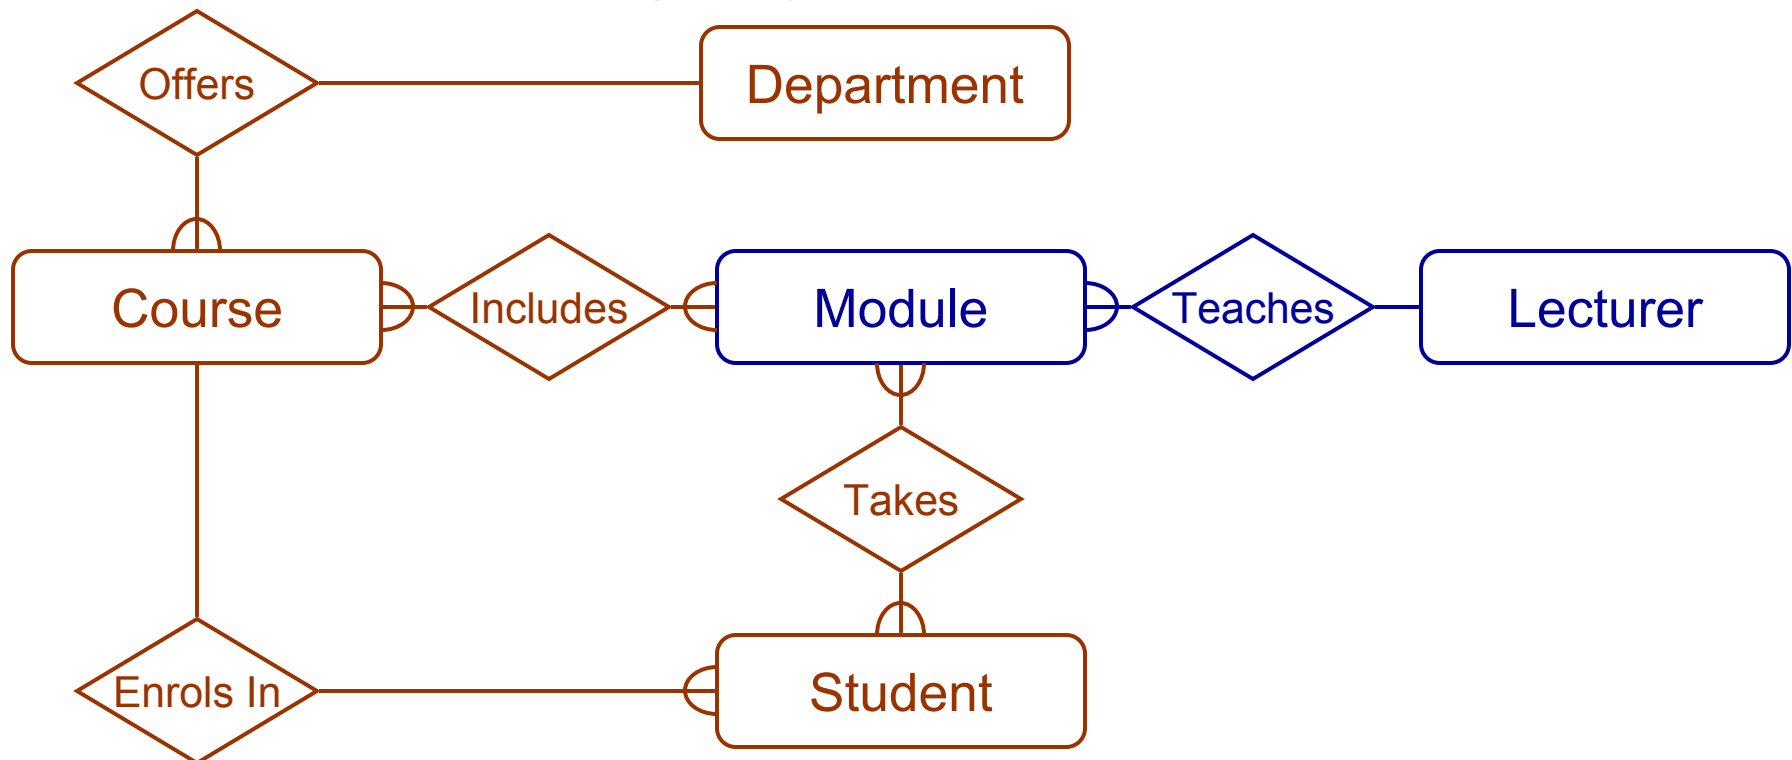 Offers
Department
Course
Includes
Module
Teaches
Lecturer
Takes
Enrols In
Student